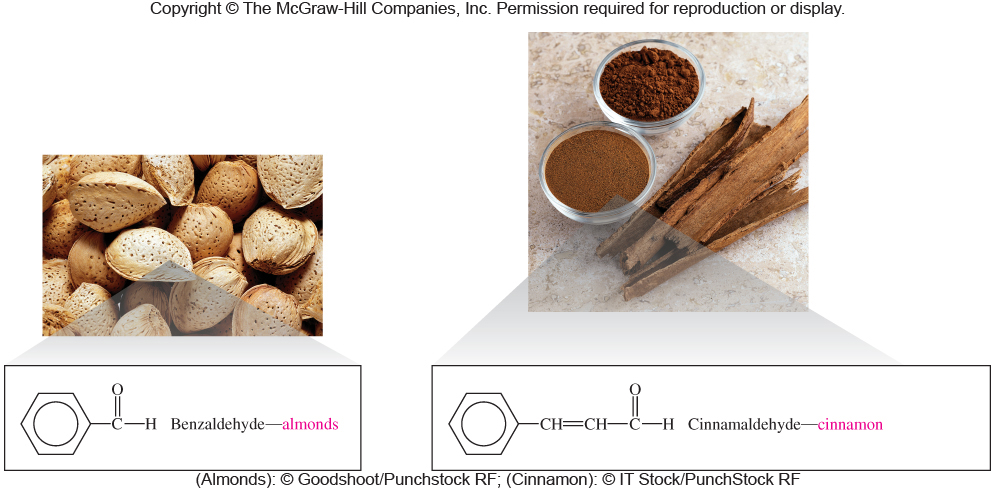 Copyright © The McGraw-Hill Companies, Inc. Permission required for reproduction or display.
O
C—H Benzaldehyde—almonds
O
CH=CH—C—H Cinnamaldehyde—cinnamon
(Almonds): © Goodshoot/Punchstock RF; (Cinnamon): © IT Stock/PunchStock RF